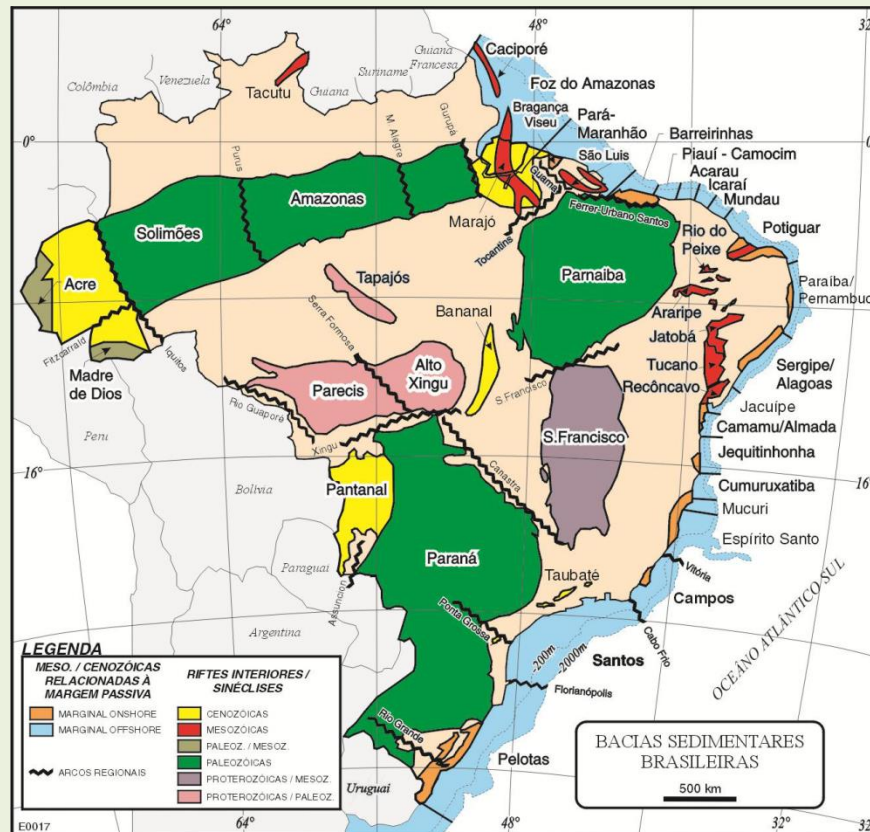 64°
48°
32°
Caciporé
Guiana
Francesa
Suriname
Guiana
Venezuela
Colômbia
Tacutu
Foz do Amazonas
Bragança
Viseu
Pará-
Maranhão
Barreirinhas
São Luis
Piauí - Camocim
Acarau
Icaraí
Mundau
0°
0°
Purus
M. Alegre
Gurupá
Guamá
Amazonas
Solimões
Marajó
Tocantins
Ferrer-Urbano Santos
Potiguar
Rio do
Peixe
Acre
Tapajós
Parnaiba
Paraíba/
Pernambuco
Araripe
Jatobá
Bananal
Serra Formosa
Fitzcarrald
Iquitos
Madre
de Dios
Alto
Xingu
Parecis
Tucano
Recôncavo
Sergipe/
Alagoas
S.Francisco
Rio Guaporé
Jacuípe
Camamu/Almada
Peru
Xingu
S.Francisco
Canastra
Jequitinhonha
16°
16°
Bolívia
Pantanal
Cumuruxatiba
Mucuri
Espírito Santo
Paraná
Paraguai
Assuncion
Taubaté
Vitória
Campos
Ponta Grossa
Cabo Frio
OCEÂNO ATLÂNTICO SUL
Argentina
-200m
-2000m
Santos
Florianópolis
Rio Grande
Pelotas
Uruguai
LEGENDA
MESO. / CENOZÓICAS
RELACIONADAS À
MARGEM PASSIVA
MARGINAL ONSHORE
MARGINAL OFFSHORE
ARCOS REGIONAIS
RIFTES INTERIORES /
SINÉCLISES
CENOZÓICAS
MESOZÓICAS
PALEOZ. / MESOZ.
PALEOZÓICAS
PROTEROZÓICAS / MESOZ.
PROTEROZÓICAS / PALEOZ.
BACIAS SEDIMENTARES
BRASILEIRAS
500 km
E0017
64°
48°
32°
32°